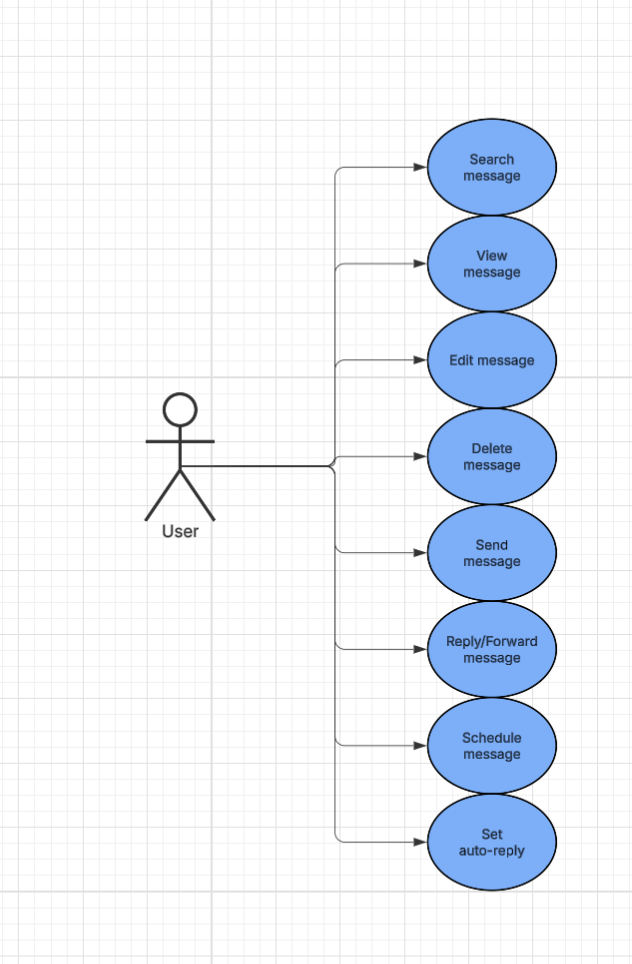 Search
message
View
message
Edit message
Delete
message
User
Send
message
Reply/Forward
message
Schedule
message
Set
auto-reply